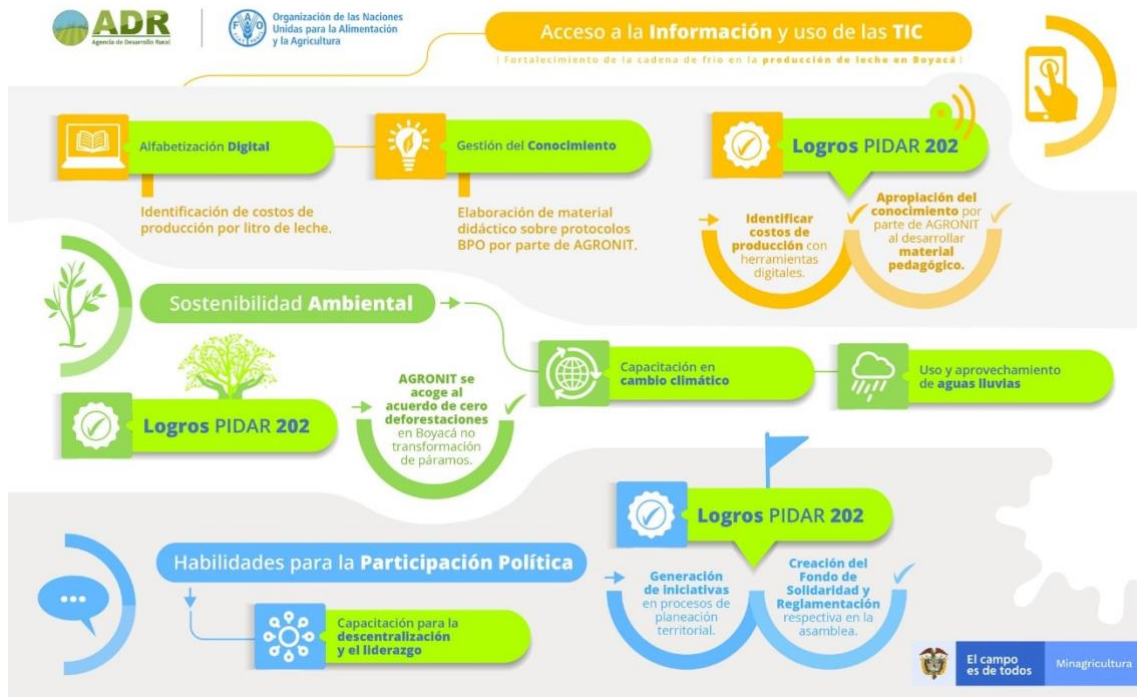 ADR
Agencia de Desarrollo Rural
FAO
Organización de las Naciones
Unidas para la Alimentación
y la Agricultura
Acceso a la Información y uso de las TIC
| Fortalecimiento de la cadena de frío en la producción de leche en Boyacá |
Alfabetización Digital
Identificación de costos de
producción por litro de leche.
Gestión del Conocimiento
Elaboración de material
didáctico sobre protocolos
BPO por parte de AGRONIT.
Logros PIDAR 202
Identificar
costos de
producción con
herramientas
digitales.
Apropiación del
conocimiento por
parte de AGRONIT
al desarrollar
material
pedagógico.
Sostenibilidad Ambiental
Logros PIDAR 202
AGRONIT se
acoge al
acuerdo de cero
deforestaciones
en Boyacá no
transformación
de páramos.
Capacitación en
cambio climático
Uso y aprovechamiento
de aguas lluvias
Habilidades para la Participación Política
Capacitación para la
descentralización
y el liderazgo
Logros PIDAR 202
Generación
de iniciativas
en procesos de
planeación
territorial.
Creación del
Fondo de
Solidaridad y
Reglamentación
respectiva en la
asamblea.
El campo
es de todos
Minagricultura